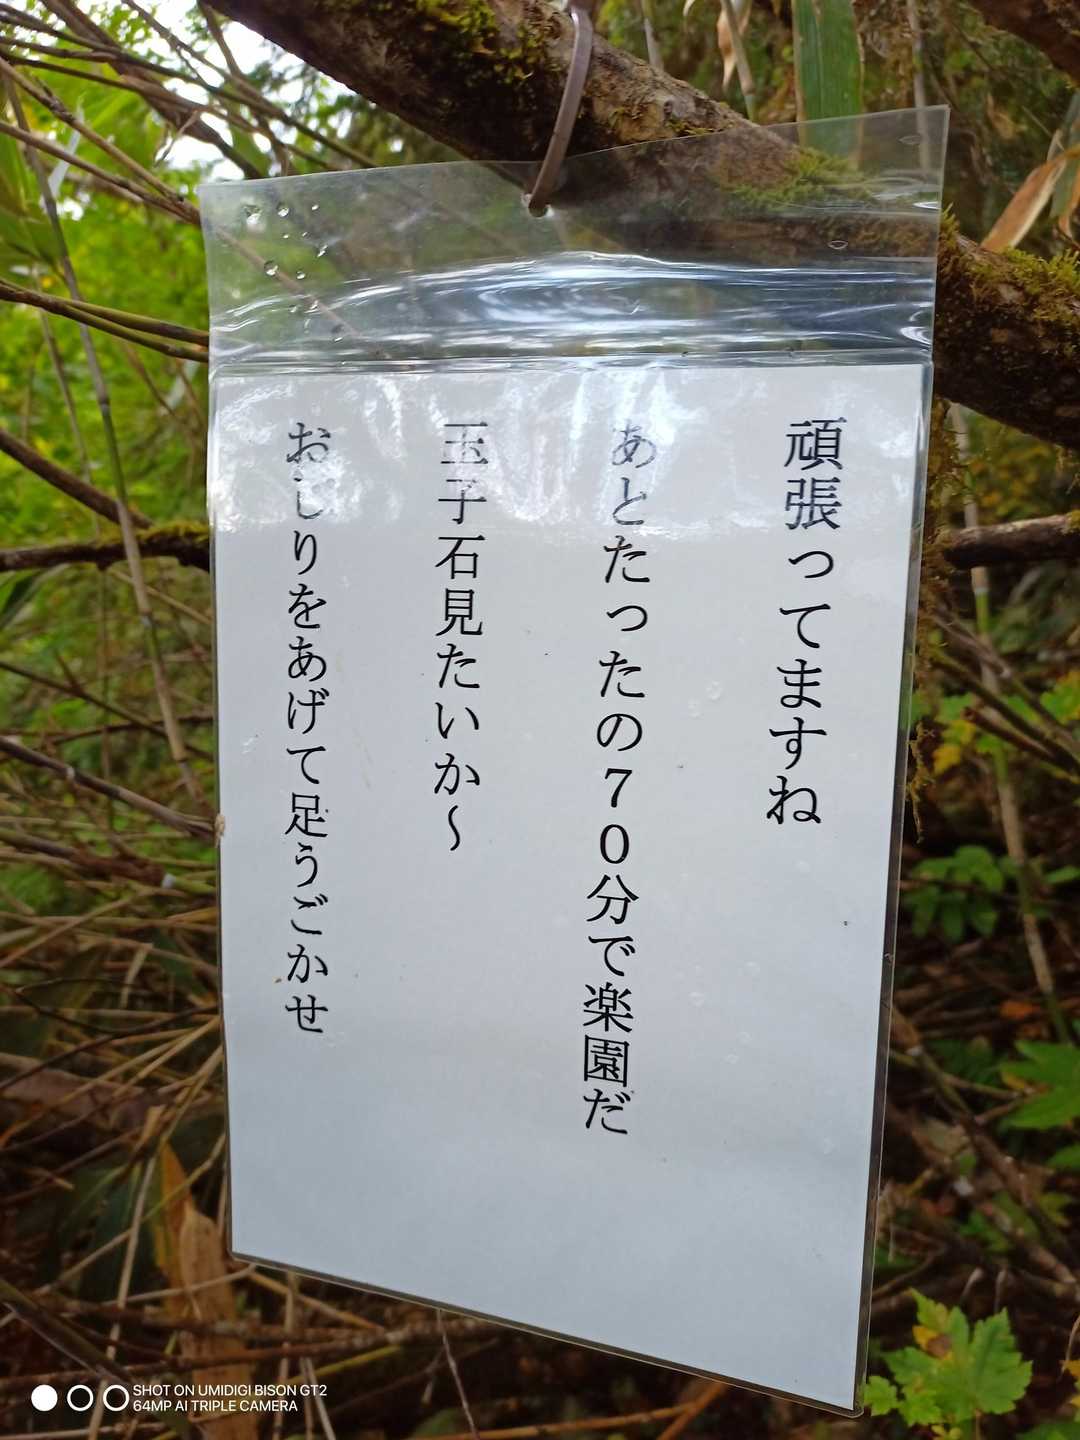 頑張ってますね
あとたったの７０分で楽園だ
玉子石見たいか～
おしりをあげて足うごかせ
SHOT ON UMIDIGI BISON GT2
64MP AI TRIPLE CAMERA